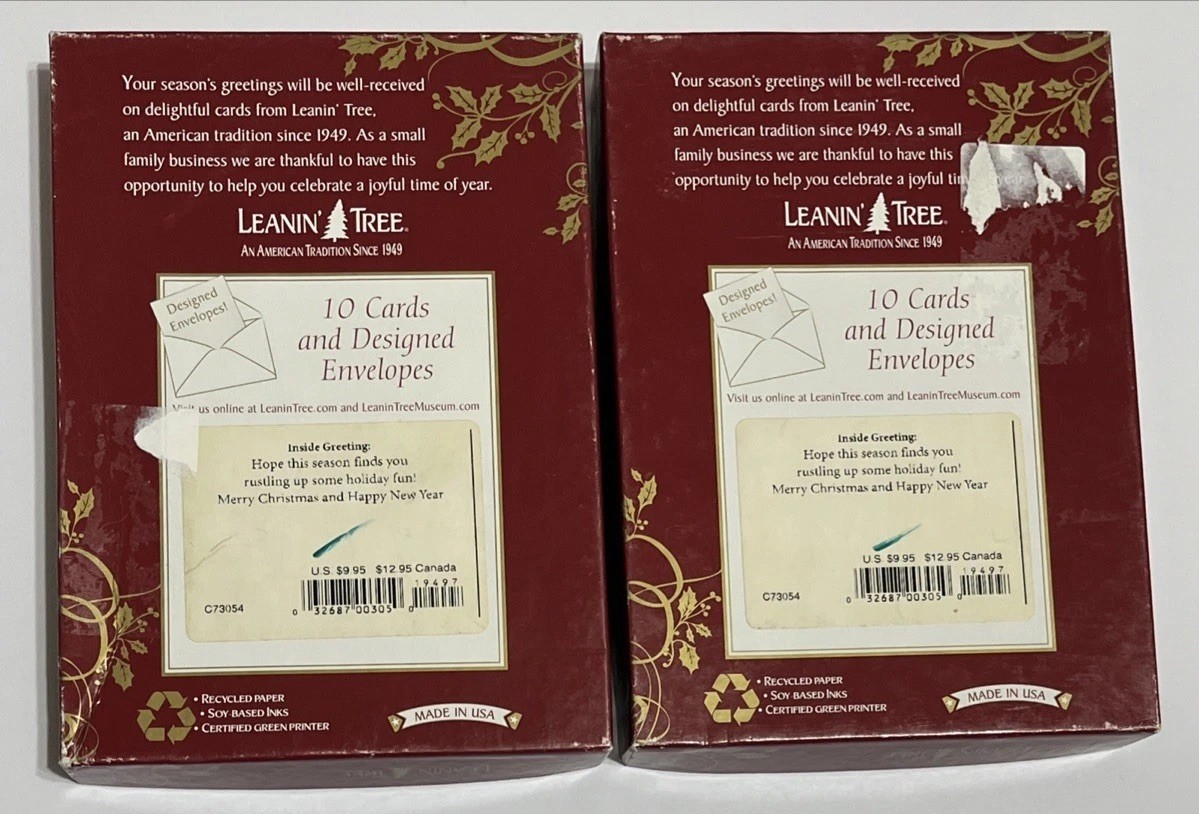 Your season's greetings will be well-received
on delightful cards from Leanin' Tree,
an American tradition since 1949. As a small
family business we are thankful to have this
opportunity to help you celebrate a joyful time of year.
LEANIN' TREE
AN AMERICAN TRADITION SINCE 1949
Designed
Envelopes!
10 Cards
and Designed
Envelopes
Visit us online at LeaninTree.com and LeaninTreeMuseum.com
Inside Greeting:
Hope this season finds you
rustling up some holiday fun!
Merry Christmas and Happy New Year
U.S. $9.95 $12.95 Canada
19497
C73054
0 32687 00305 0
• RECYCLED PAPER
• SOY-BASED INKS
• CERTIFIED GREEN PRINTER
MADE IN USA
Your season's greetings will be well-received
on delightful cards from Leanin' Tree,
an American tradition since 1949. As a small
family business we are thankful to have this
opportunity to help you celebrate a joyful
LEANIN' TREE
AN AMERICAN TRADITION SINCE 1949
Designed
Envelopes!
10 Cards
and Designed
Envelopes
Visit us online at LeaninTree.com and LeaninTreeMuseum.com
Inside Greeting:
Hope this season finds you
rustling up some holiday fun!
Merry Christmas and Happy New Year
U.S. $9.95 $12.95 Canada
19497
C73054
0 32687 00305 0
• RECYCLED PAPER
• SOY-BASED INKS
• CERTIFIED GREEN PRINTER
MADE IN USA